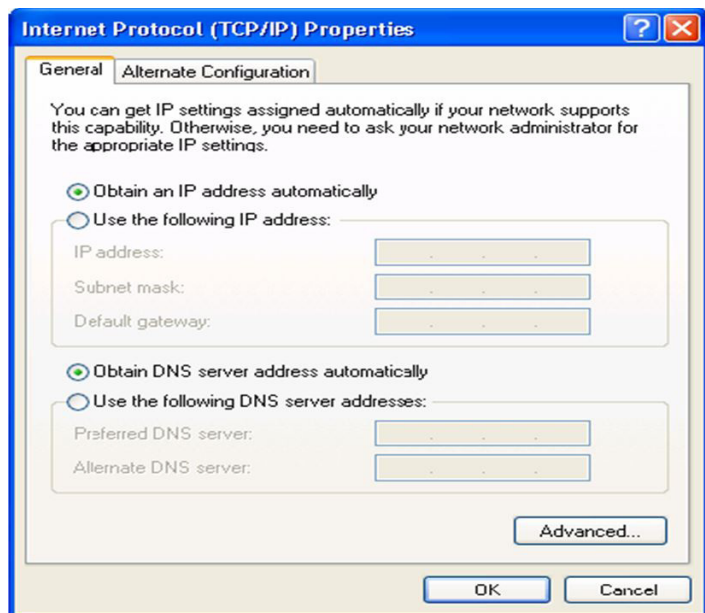 Internet Protocol (TCP/IP) Properties
General
Alternate Configuration
You can get IP settings assigned automatically if your network supports
this capability. Otherwise, you need to ask your network administrator for
the appropriate IP settings.
Obtain an IP address automatically
Use the following IP address:
IP address:
Subnet mask:
Default gateway:
Obtain DNS server address automatically
Use the following DNS server addresses:
Preferred DNS server:
Alternate DNS server:
Advanced...
OK
Cancel